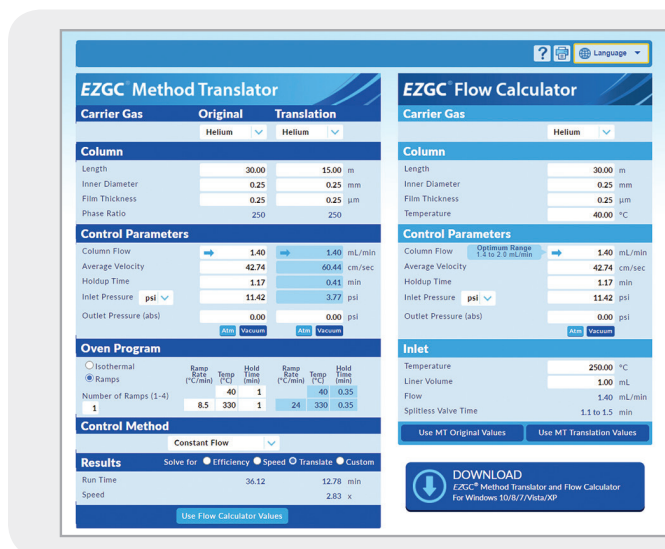 ? Language
EZGC® Method Translator
Carrier Gas Original Translation
Helium Helium
Column
Length 30.00 15.00 m
Inner Diameter 0.25 0.25 mm
Film Thickness 0.25 0.25 µm
Phase Ratio 250 250
Control Parameters
Column Flow 1.40 1.40 mL/min
Average Velocity 42.74 60.44 cm/sec
Holdup Time 1.17 0.41 min
Inlet Pressure psi 11.42 3.77 psi
Outlet Pressure (abs) 0.00 0.00 psi
Atm Vacuum Atm Vacuum
Oven Program
Isothermal
Ramps
Number of Ramps (1-4)
1
Ramp Rate (°C/min) Temp (°C) Hold Time (min) Ramp Rate (°C/min) Temp (°C) Hold Time (min)
40 1 40 0.35
8.5 330 1 24 330 0.35
Control Method
Constant Flow
Results Solve for Efficiency Speed Translate Custom
Run Time 36.12 12.78 min
Speed 2.83 x
Use Flow Calculator Values
EZGC® Flow Calculator
Carrier Gas
Helium
Column
Length 30.00 m
Inner Diameter 0.25 mm
Film Thickness 0.25 µm
Temperature 40.00 °C
Control Parameters
Column Flow Optimum Range 1.4 to 2.0 mL/min 1.40 mL/min
Average Velocity 42.74 cm/sec
Holdup Time 1.17 min
Inlet Pressure psi 11.42 psi
Outlet Pressure (abs) 0.00 psi
Atm Vacuum
Inlet
Temperature 250.00 °C
Liner Volume 1.00 mL
Flow 1.40 mL/min
Splitless Valve Time 1.1 to 1.5 min
Use MT Original Values Use MT Translation Values
DOWNLOAD
EZGC® Method Translator and Flow Calculator
For Windows 10/8/7/Vista/XP